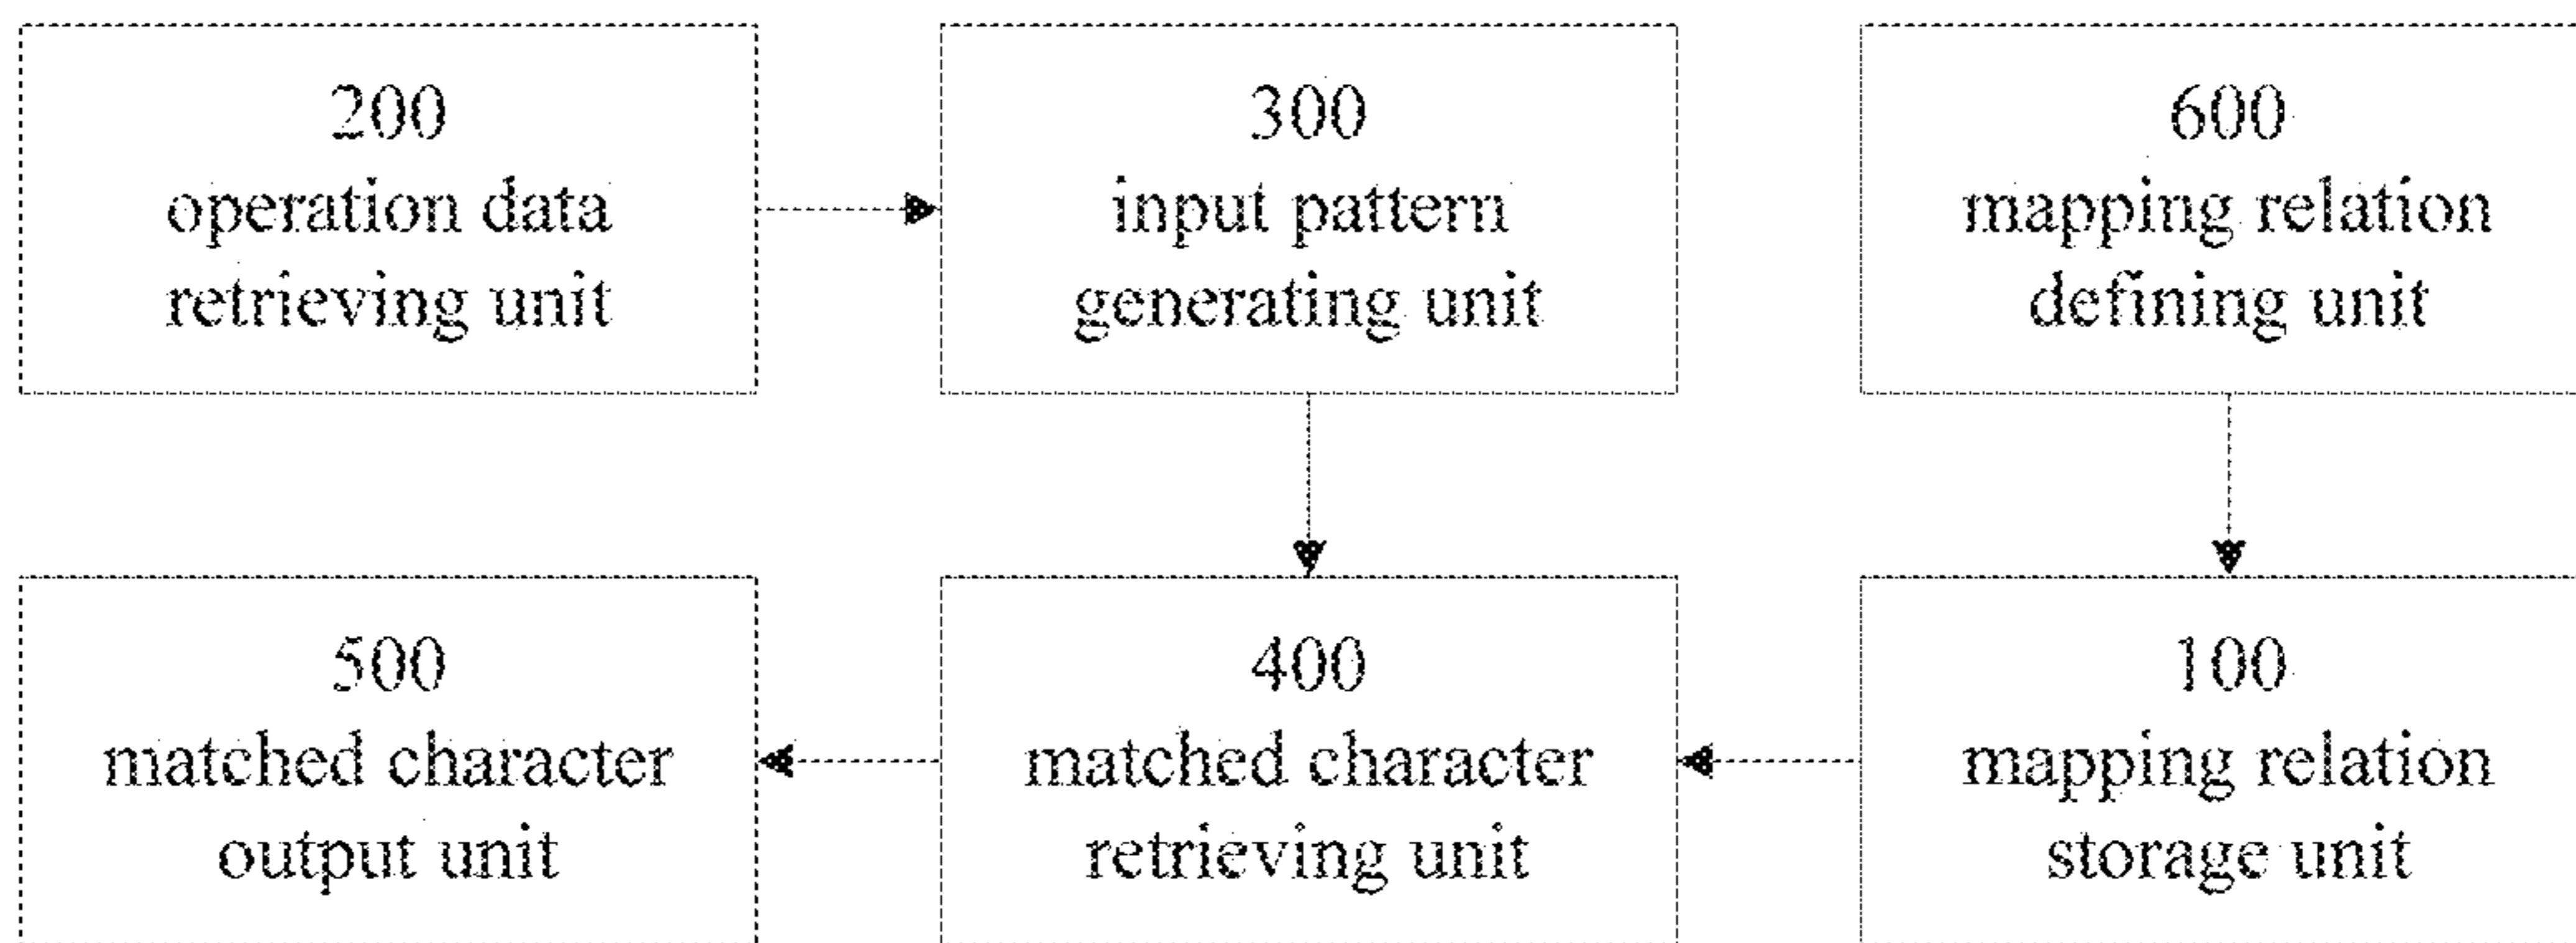 200
operation data
retrieving unit
300
input pattern
generating unit
600
mapping relation
defining unit
500
matched character
output unit
400
matched character
retrieving unit
100
mapping relation
storage unit